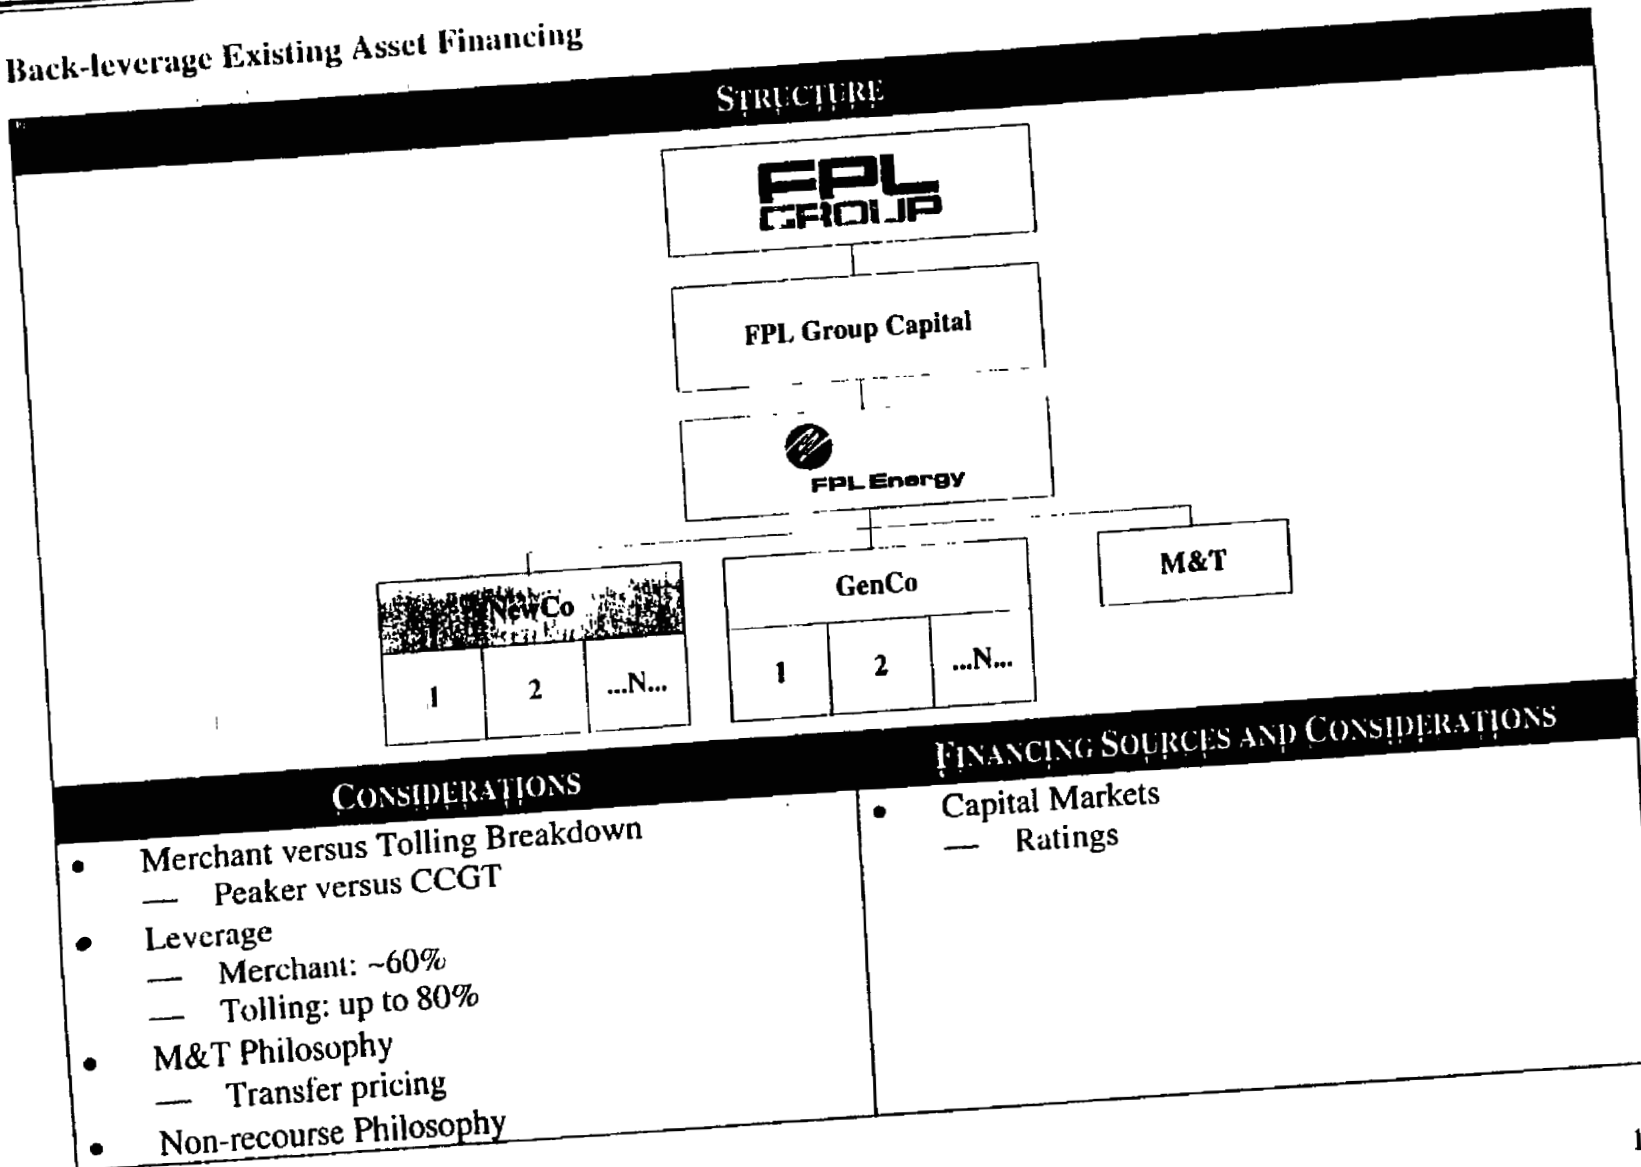 Back-leverage Existing Asset Financing
STRUCTURE
FPL
GROUP
FPL Group Capital
FPL Energy
NewCo
GenCo
M&T
1
2
...N...
1
2
...N...
CONSIDERATIONS
FINANCING SOURCES AND CONSIDERATIONS
• Merchant versus Tolling Breakdown
— Peaker versus CCGT
• Leverage
— Merchant: ~60%
— Tolling: up to 80%
• M&T Philosophy
— Transfer pricing
• Non-recourse Philosophy
• Capital Markets
— Ratings
1